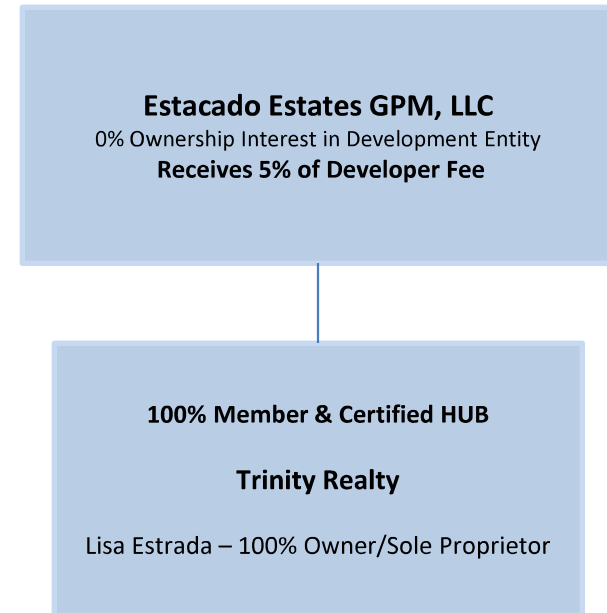 Estacado Estates GPM, LLC
0% Ownership Interest in Development Entity
Receives 5% of Developer Fee
100% Member & Certified HUB
Trinity Realty
Lisa Estrada – 100% Owner/Sole Proprietor